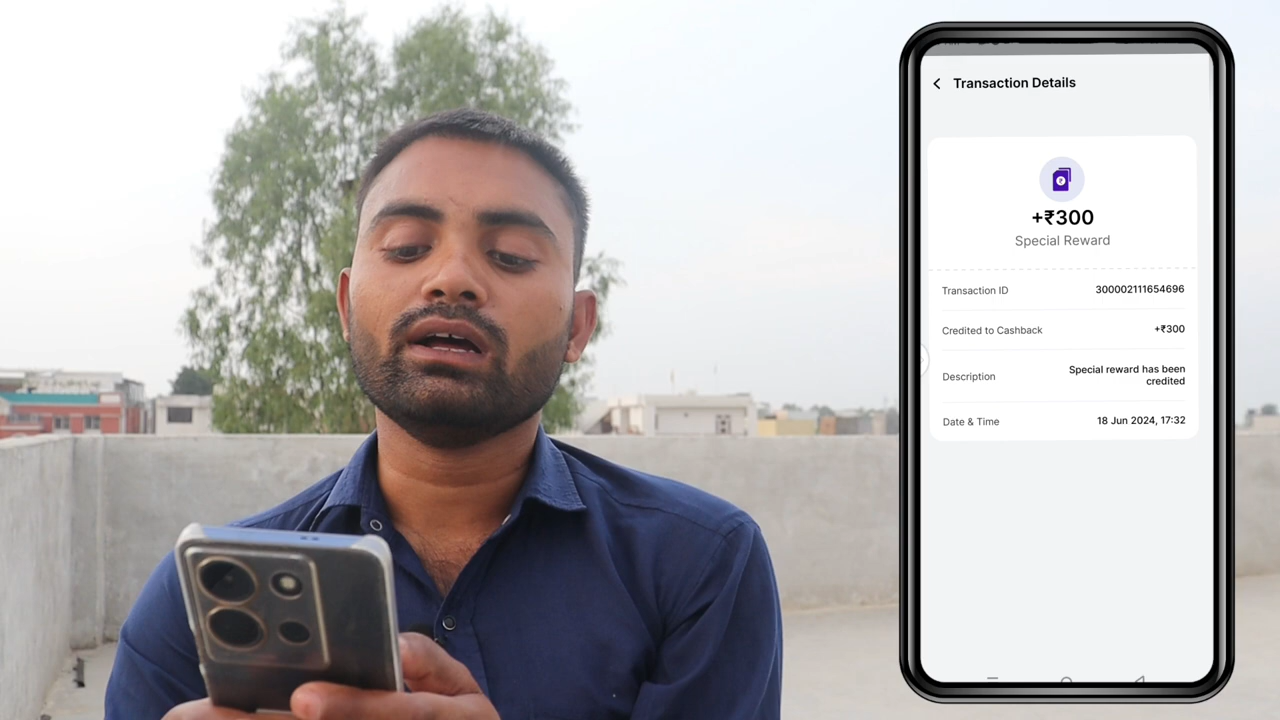 Transaction Details
+₹300
Special Reward
Transaction ID 300002111654696
Credited to Cashback +₹300
Description Special reward has been
credited
Date & Time 18 Jun 2024, 17:32